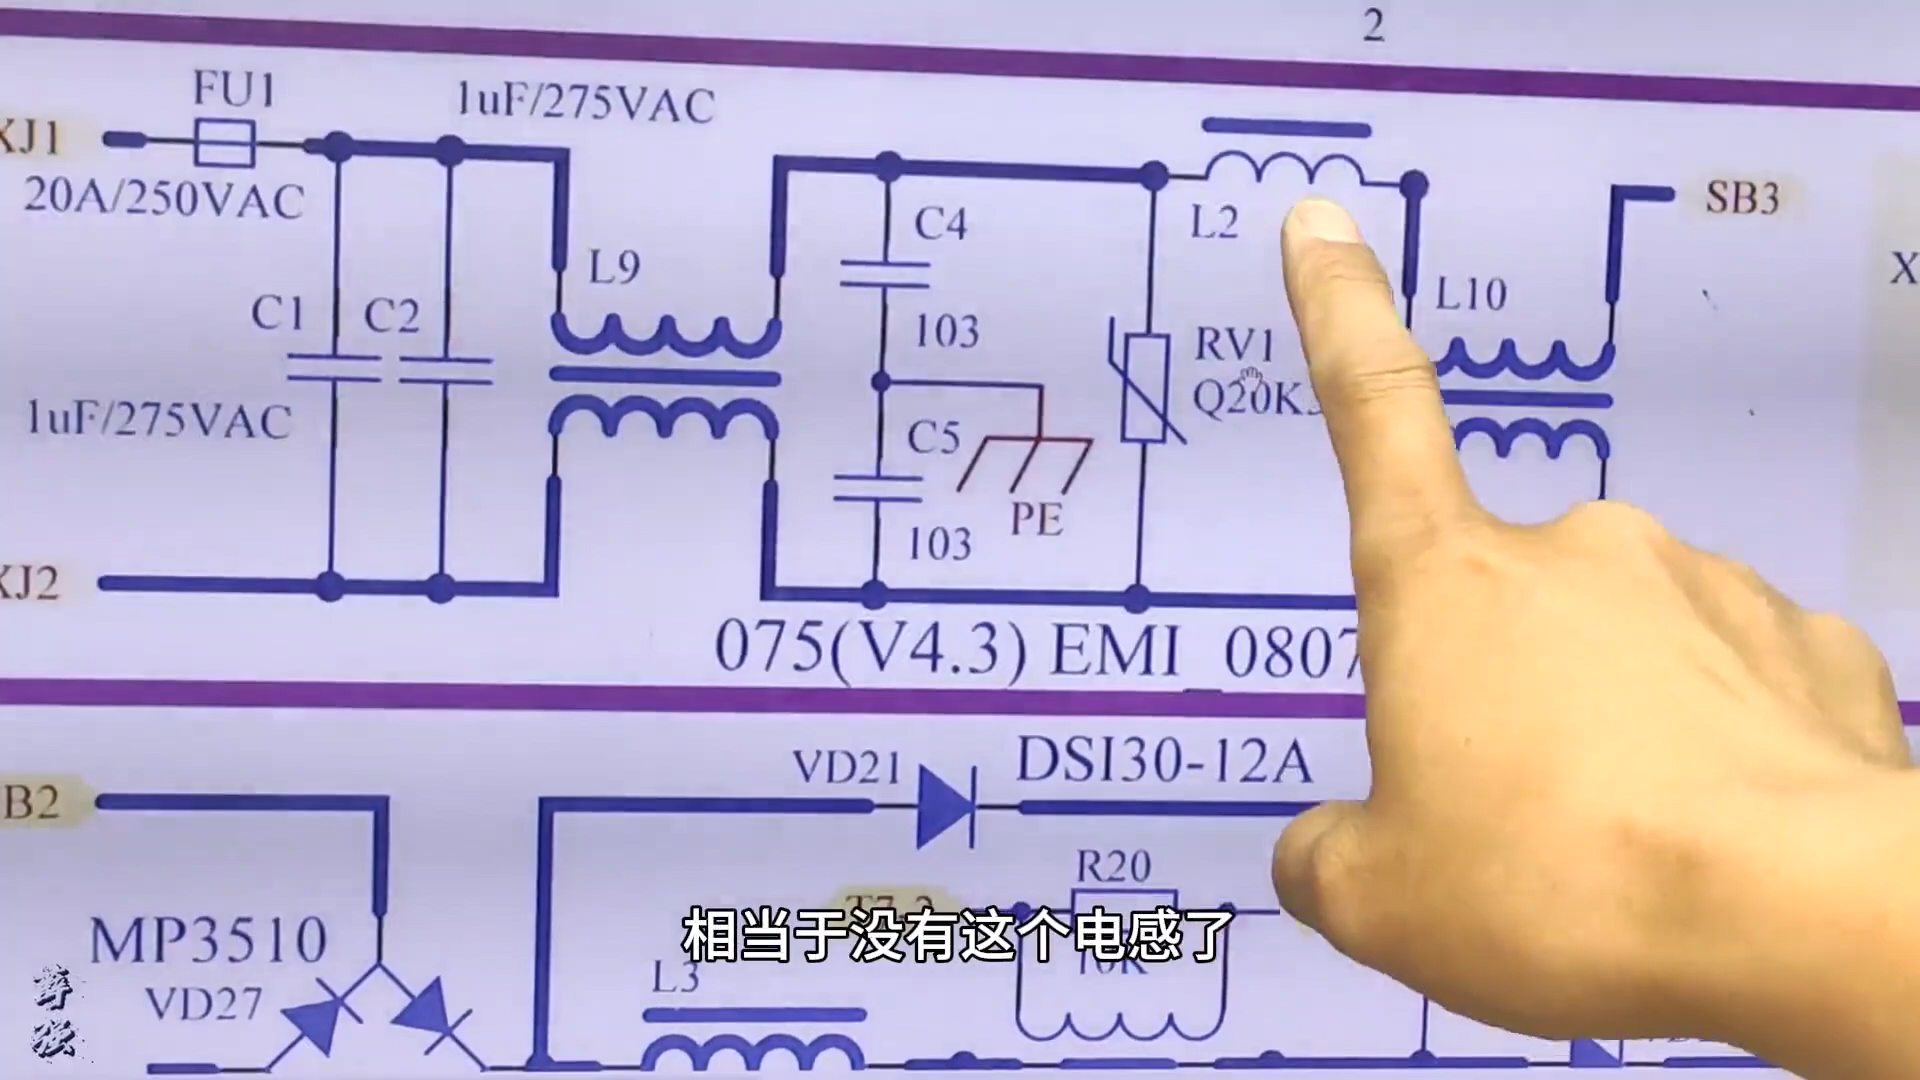 2
FU1
1uF/275VAC
XJ1
20A/250VAC
L2
SB3
C4
L9
L10
X
C1
C2
103
RV1
Q20K
1uF/275VAC
C5
PE
103
XJ2
075(V4.3) EMI_0807
VD21
DSI30-12A
B2
R20
相当于没有这个电感了
MP3510
L3
VD27